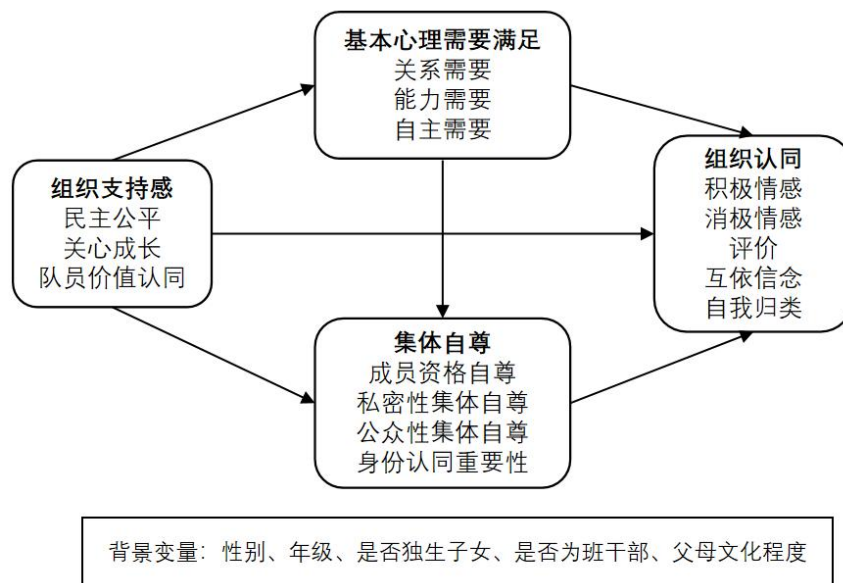 基本心理需要满足
关系需要
能力需要
自主需要
组织支持感
民主公平
关心成长
队员价值认同
组织认同
积极情感
消极情感
评价
互依信念
自我归类
集体自尊
成员资格自尊
私密性集体自尊
公众性集体自尊
身份认同重要性
背景变量：性别、年级、是否独生子女、是否为班干部、父母文化程度